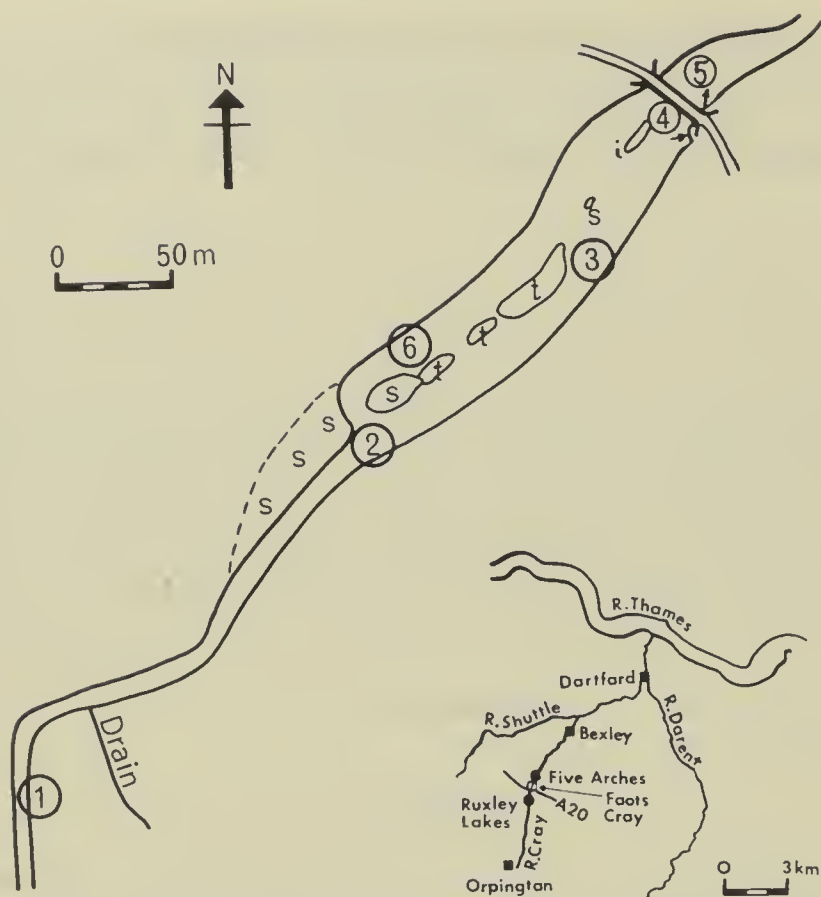 N
0 50 m
5
4
i
q
s
3
t
t
6
t
s
2
s
s
s
Drain
1
R.Thames
Dartford
R.Shuttle
Bexley
R.Darent
Five Arches
Foots
Cray
A20
Ruxley
Lakes
R.Cray
Orpington
0 3km